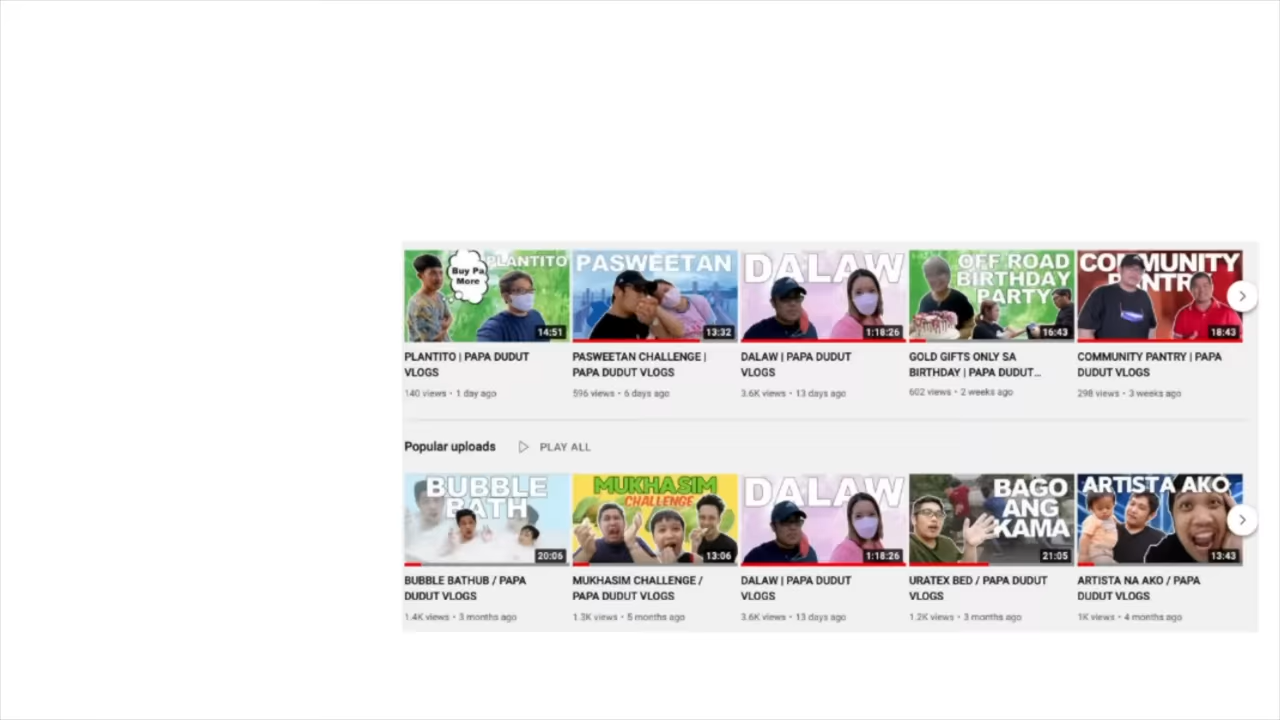 Buy Pa
More
PLANTITO
14:51
PASWEETAN
13:32
DALAW
1:18:26
OFF ROAD
BIRTHDAY
PARTY
16:43
COMMUNITY
PANTRY
18:43
PLANTITO | PAPA DUDUT
VLOGS
140 views • 1 day ago
PASWEETAN CHALLENGE |
PAPA DUDUT VLOGS
596 views • 6 days ago
DALAW | PAPA DUDUT
VLOGS
3.6K views • 13 days ago
GOLD GIFTS ONLY SA
BIRTHDAY | PAPA DUDUT...
602 views • 2 weeks ago
COMMUNITY PANTRY | PAPA
DUDUT VLOGS
298 views • 3 weeks ago
Popular uploads PLAY ALL
BUBBLE
BATH
20:06
MUKHASIM
CHALLENGE
13:06
DALAW
1:18:26
BAGO
ANG
KAMA
21:05
ARTISTA AKO
13:43
BUBBLE BATHUB / PAPA
DUDUT VLOGS
1.4K views • 3 months ago
MUKHASIM CHALLENGE /
PAPA DUDUT VLOGS
1.3K views • 5 months ago
DALAW | PAPA DUDUT
VLOGS
3.6K views • 13 days ago
URATEX BED / PAPA DUDUT
VLOGS
1.2K views • 3 months ago
ARTISTA NA AKO / PAPA
DUDUT VLOGS
1K views • 4 months ago